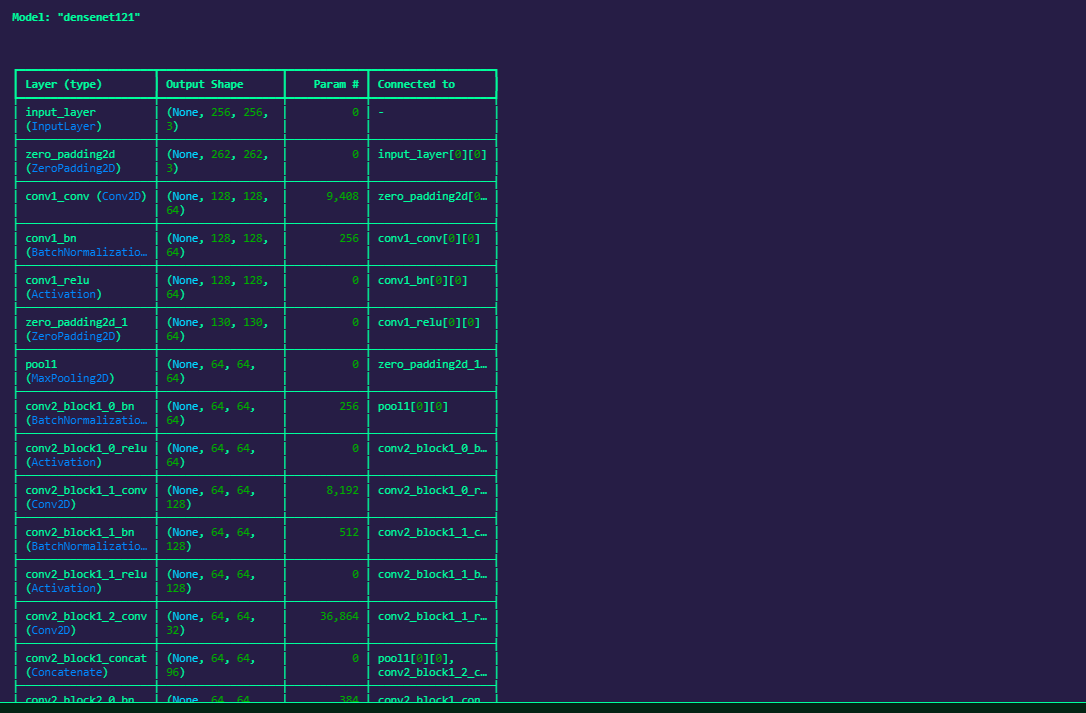 Model: "densenet121"
Layer (type) Output Shape Param # Connected to
input_layer (None, 256, 256, 0 -
(InputLayer) 3)
zero_padding2d (None, 262, 262, 0 input_layer[0][0]
(ZeroPadding2D) 3)
conv1_conv (Conv2D) (None, 128, 128, 9,408 zero_padding2d[0…
64)
conv1_bn (None, 128, 128, 256 conv1_conv[0][0]
(BatchNormalizatio… 64)
conv1_relu (None, 128, 128, 0 conv1_bn[0][0]
(Activation) 64)
zero_padding2d_1 (None, 130, 130, 0 conv1_relu[0][0]
(ZeroPadding2D) 64)
pool1 (None, 64, 64, 0 zero_padding2d_1…
(MaxPooling2D) 64)
conv2_block1_0_bn (None, 64, 64, 256 pool1[0][0]
(BatchNormalizatio… 64)
conv2_block1_0_relu (None, 64, 64, 0 conv2_block1_0_b…
(Activation) 64)
conv2_block1_1_conv (None, 64, 64, 8,192 conv2_block1_0_r…
(Conv2D) 128)
conv2_block1_1_bn (None, 64, 64, 512 conv2_block1_1_c…
(BatchNormalizatio… 128)
conv2_block1_1_relu (None, 64, 64, 0 conv2_block1_1_b…
(Activation) 128)
conv2_block1_2_conv (None, 64, 64, 36,864 conv2_block1_1_r…
(Conv2D) 32)
conv2_block1_concat (None, 64, 64, 0 pool1[0][0],
(Concatenate) 96) conv2_block1_2_c…
conv2_block2_0_bn (None, 64, 64, 384 conv2_block1_con…